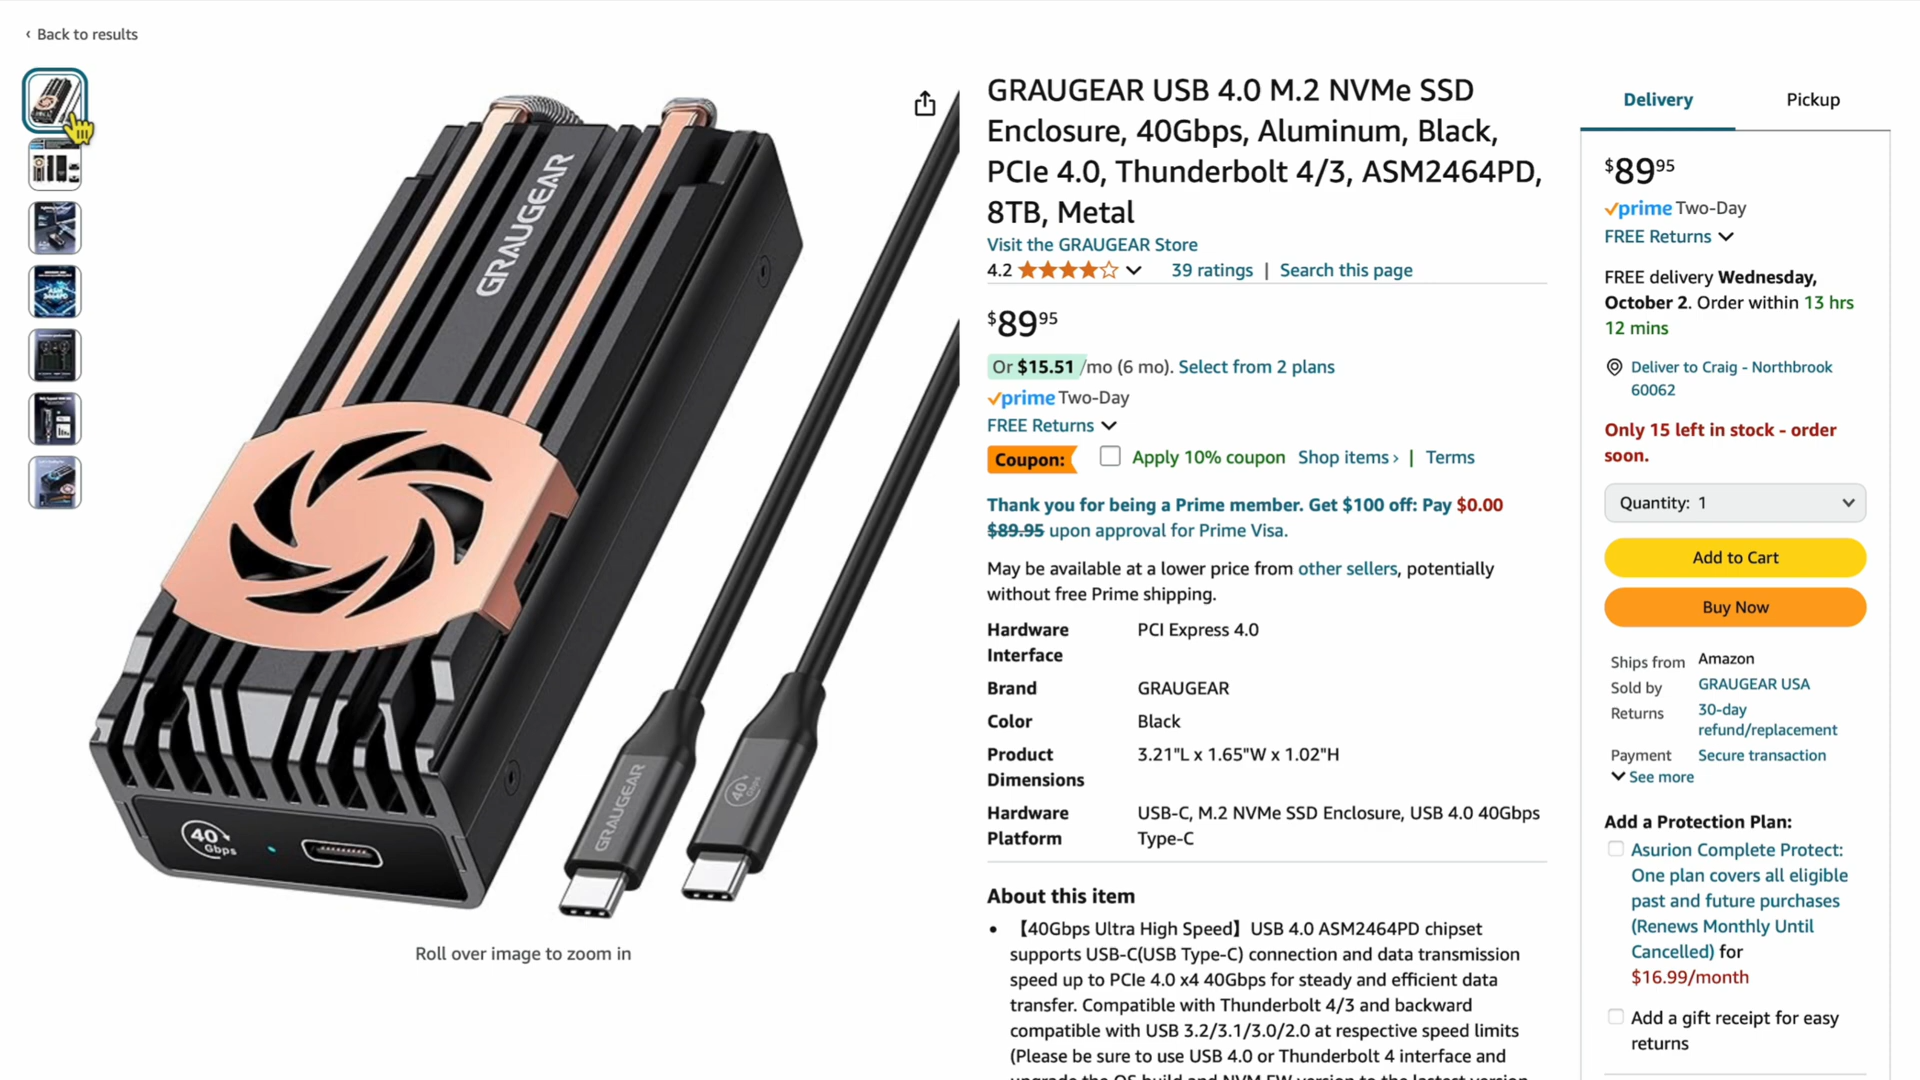 ‹ Back to results
GRAUGEAR
40
Gbps
GRAUGEAR
40
Gbps
Roll over image to zoom in
GRAUGEAR USB 4.0 M.2 NVMe SSD
Enclosure, 40Gbps, Aluminum, Black,
PCIe 4.0, Thunderbolt 4/3, ASM2464PD,
8TB, Metal
Visit the GRAUGEAR Store
4.2 39 ratings | Search this page
$89 95
Or $15.51 /mo (6 mo). Select from 2 plans
prime Two-Day
FREE Returns
Coupon: Apply 10% coupon Shop items › | Terms
Thank you for being a Prime member. Get $100 off: Pay $0.00
$89.95 upon approval for Prime Visa.
May be available at a lower price from other sellers, potentially
without free Prime shipping.
Hardware PCI Express 4.0
Interface
Brand GRAUGEAR
Color Black
Product 3.21"L x 1.65"W x 1.02"H
Dimensions
Hardware USB-C, M.2 NVMe SSD Enclosure, USB 4.0 40Gbps
Platform Type-C
About this item
• 【40Gbps Ultra High Speed】USB 4.0 ASM2464PD chipset
supports USB-C(USB Type-C) connection and data transmission
speed up to PCIe 4.0 x4 40Gbps for steady and efficient data
transfer. Compatible with Thunderbolt 4/3 and backward
compatible with USB 3.2/3.1/3.0/2.0 at respective speed limits
(Please be sure to use USB 4.0 or Thunderbolt 4 interface and
upgrade the OS build and NVM FW version to the lastest version
Delivery Pickup
$89 95
prime Two-Day
FREE Returns
FREE delivery Wednesday,
October 2. Order within 13 hrs
12 mins
Deliver to Craig - Northbrook
60062
Only 15 left in stock - order
soon.
Quantity: 1
Add to Cart
Buy Now
Ships from Amazon
Sold by GRAUGEAR USA
Returns 30-day
refund/replacement
Payment Secure transaction
See more
Add a Protection Plan:
Asurion Complete Protect:
One plan covers all eligible
past and future purchases
(Renews Monthly Until
Cancelled) for
$16.99/month
Add a gift receipt for easy
returns